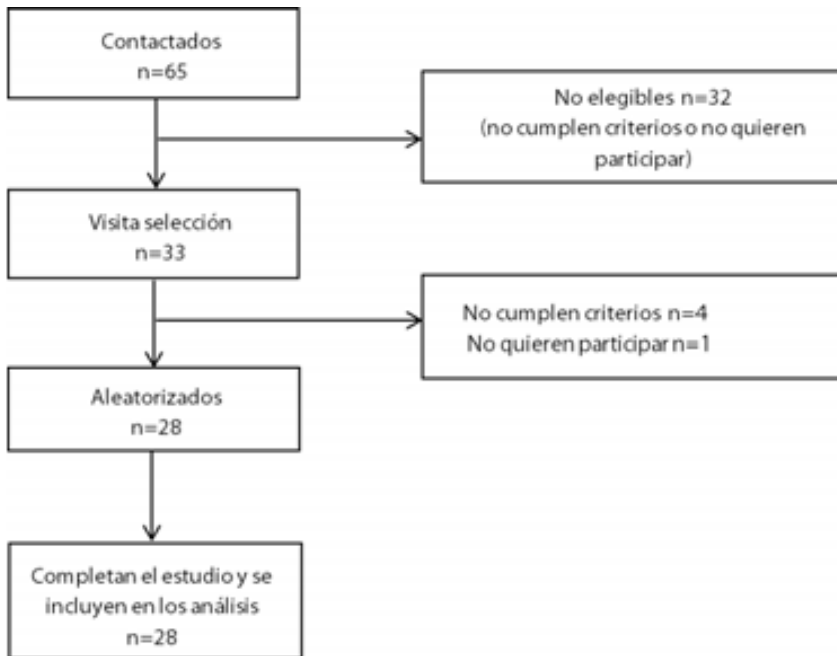 Contactados
n=65
No elegibles n=32
(no cumplen criterios o no quieren
participar)
Visita selección
n=33
No cumplen criterios n=4
No quieren participar n=1
Aleatorizados
n=28
Completan el estudio y se
incluyen en los análisis
n=28